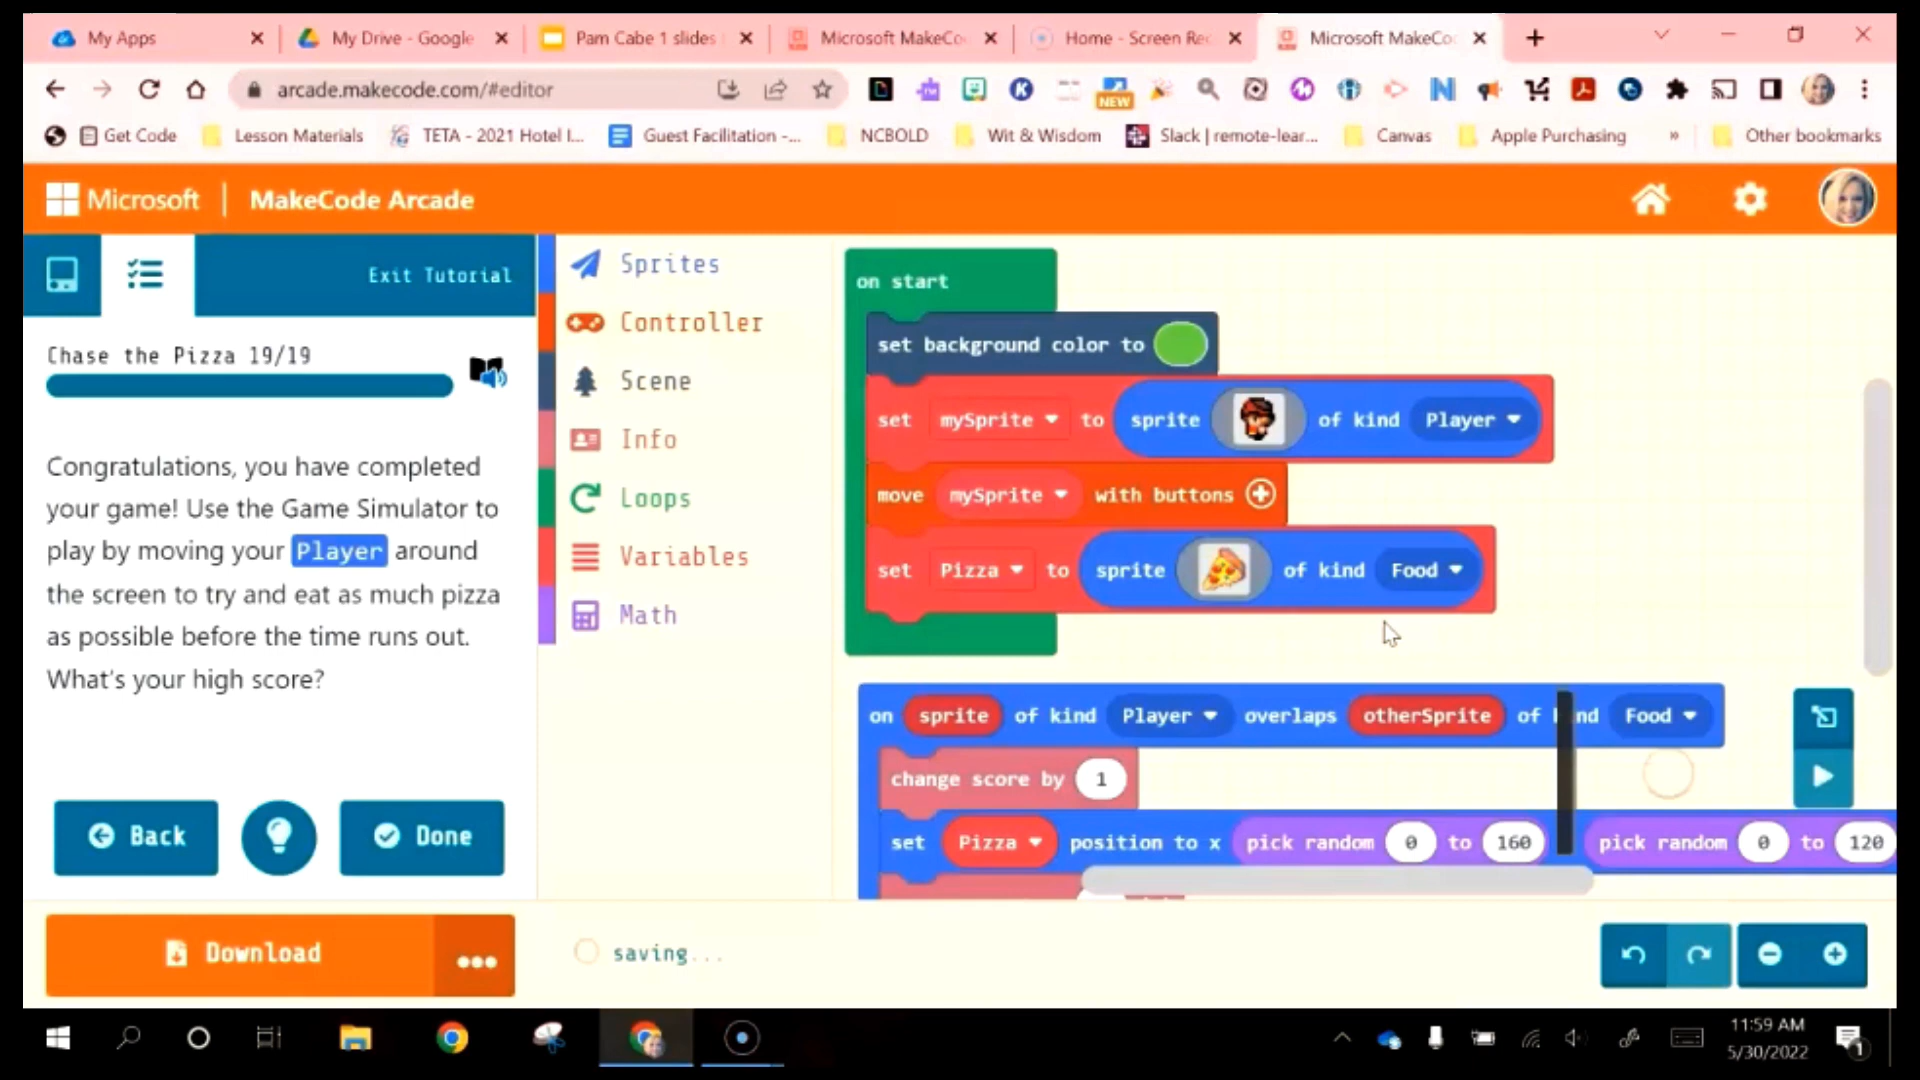 My Apps
My Drive - Google
Pam Cabe 1 slides
Microsoft MakeCo
Home - Screen Rec
Microsoft MakeCo
arcade.makecode.com/#editor
NEW
Get Code
Lesson Materials
TETA - 2021 Hotel I...
Guest Facilitation -...
NCBOLD
Wit & Wisdom
Slack | remote-lear...
Canvas
Apple Purchasing
»
Other bookmarks
Microsoft | MakeCode Arcade
Exit Tutorial
Chase the Pizza 19/19
Congratulations, you have completed
your game! Use the Game Simulator to
play by moving your Player around
the screen to try and eat as much pizza
as possible before the time runs out.
What's your high score?
Back
Done
Download
Sprites
Controller
Scene
Info
Loops
Variables
Math
on start
set background color to
set mySprite to sprite of kind Player
move mySprite with buttons
set Pizza to sprite of kind Food
on sprite of kind Player overlaps otherSprite of nd Food
change score by 1
set Pizza position to x pick random 0 to 160 pick random 0 to 120
saving...
11:59 AM
5/30/2022
1